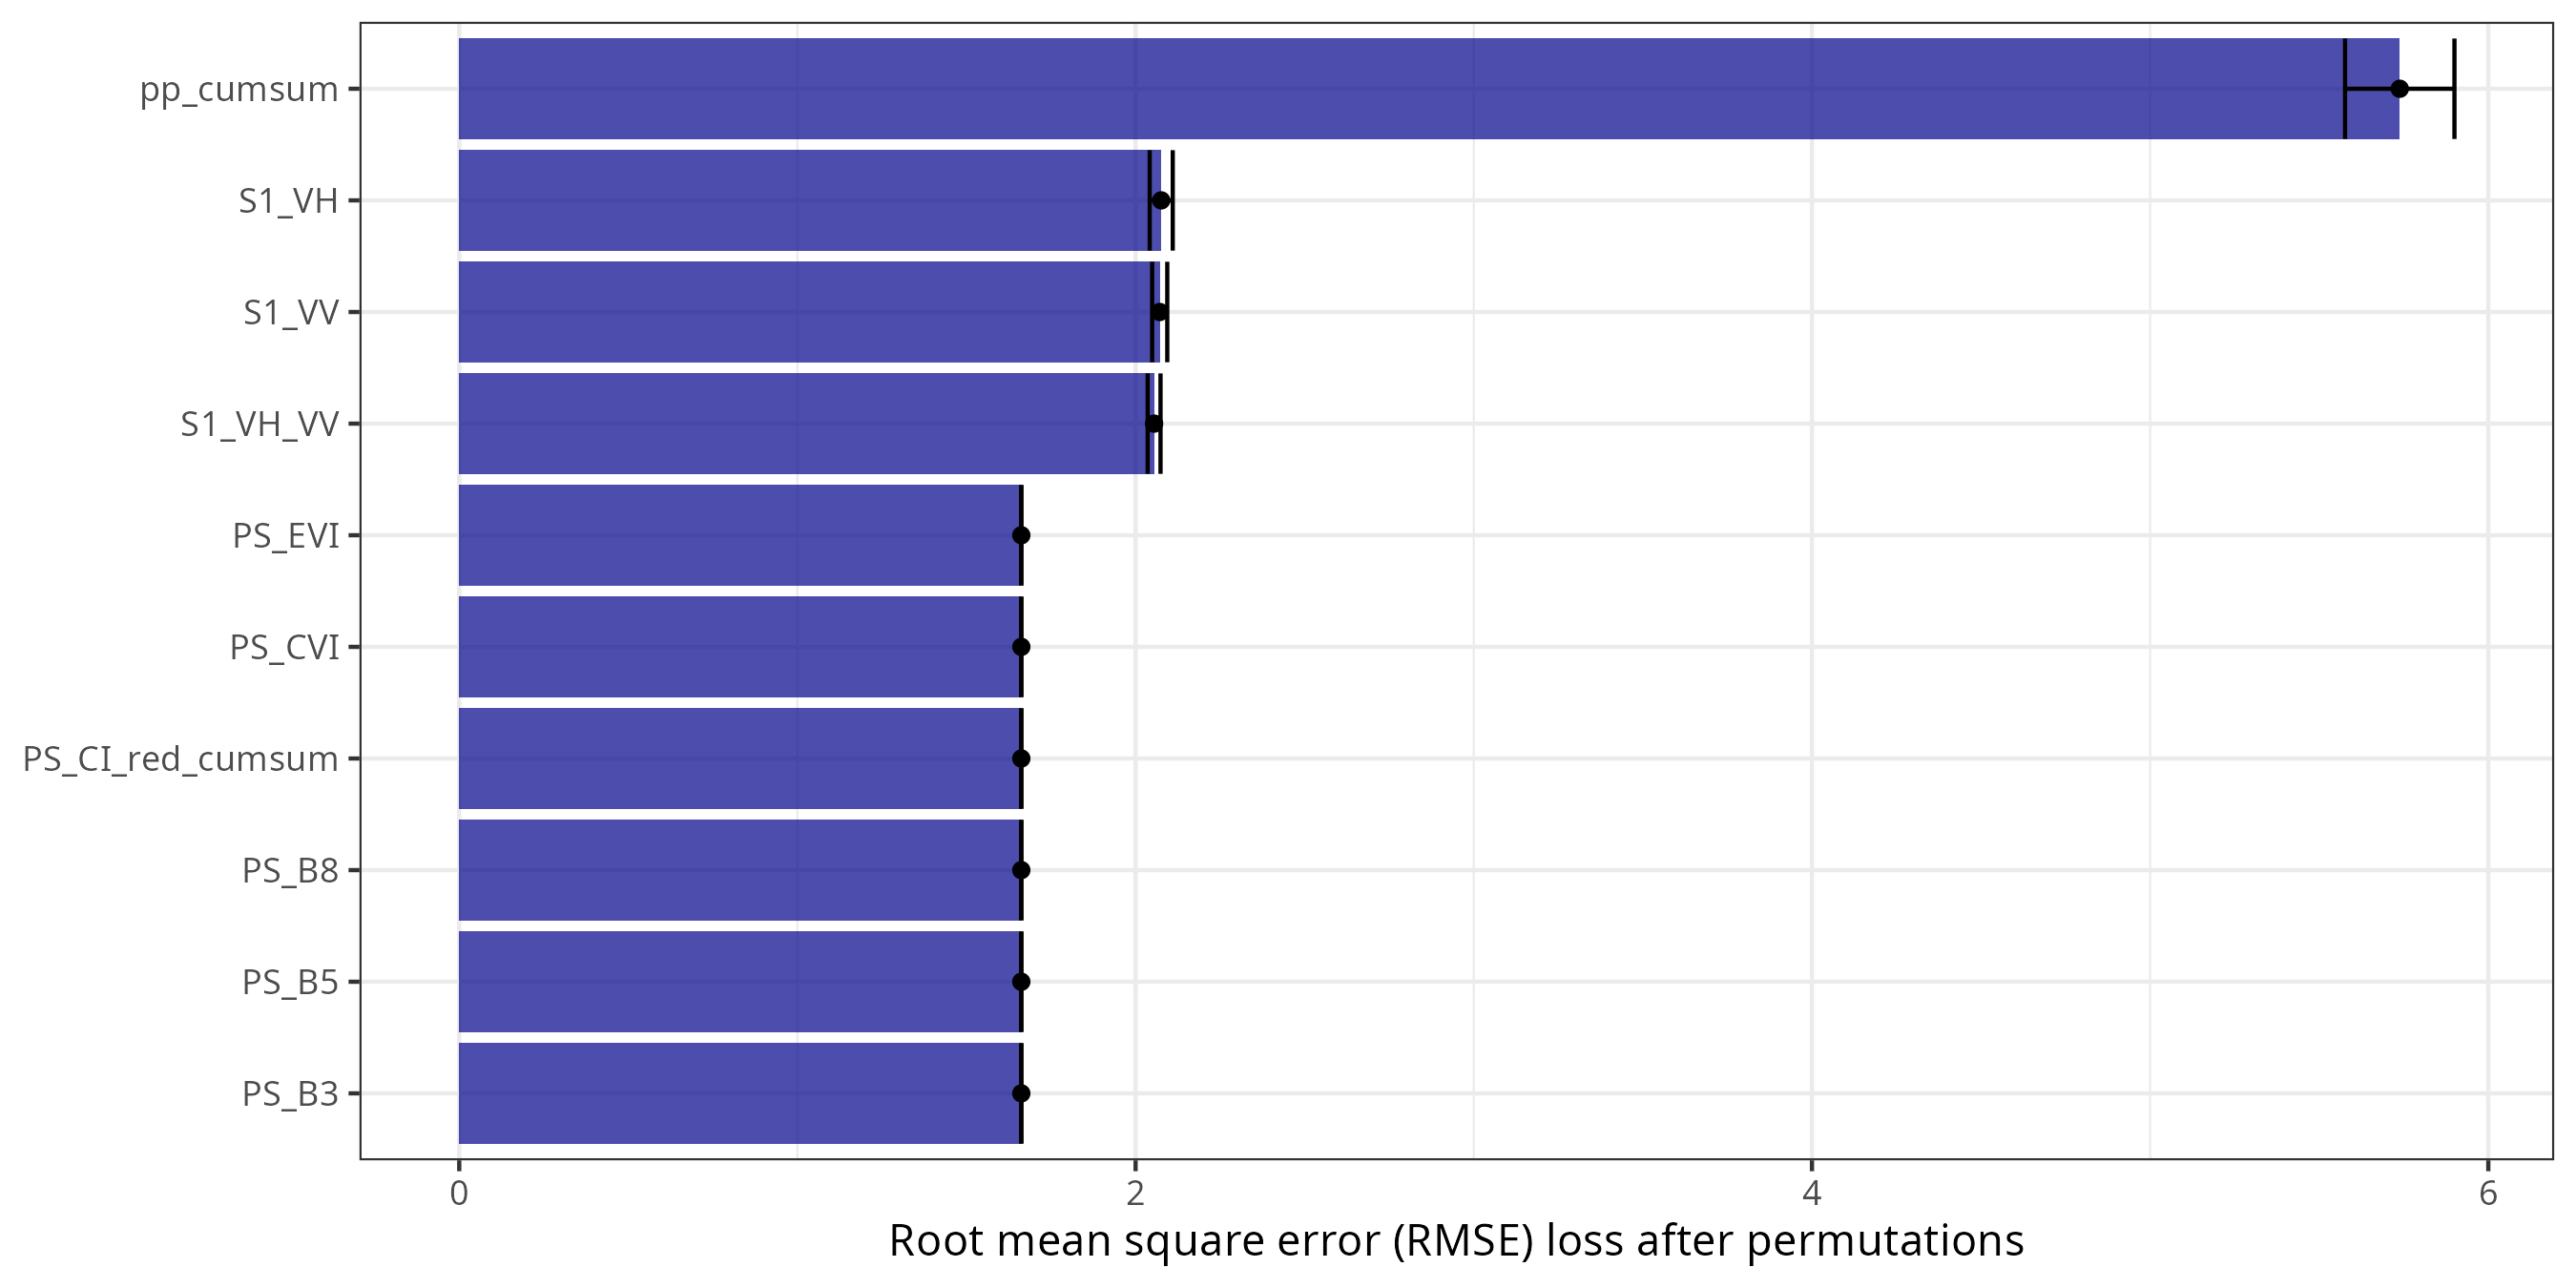 pp_cumsum
S1_VH
S1_VV
S1_VH_VV
PS_EVI
PS_CVI
PS_CI_red_cumsum
PS_B8
PS_B5
PS_B3
0 2 4 6
Root mean square error (RMSE) loss after permutations